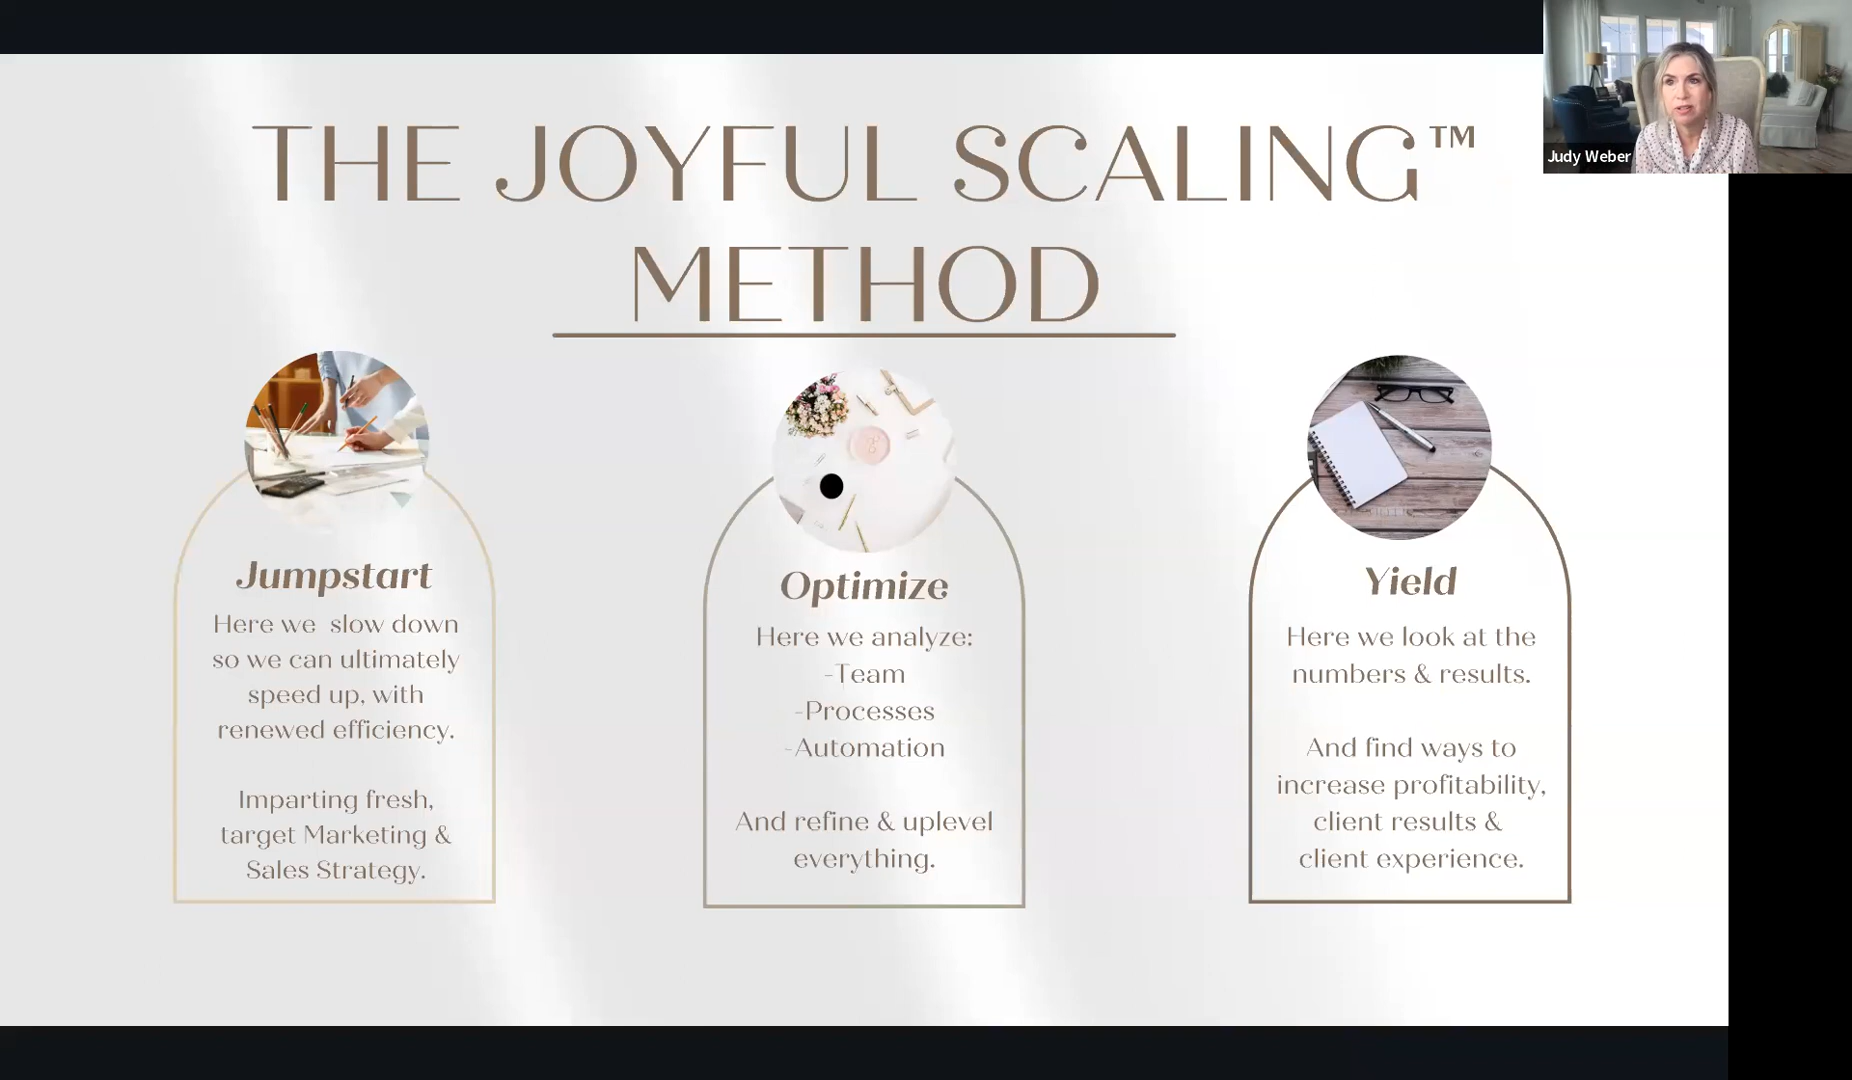 THE JOYFUL SCALING™
METHOD
Judy Weber
Jumpstart
Here we slow down
so we can ultimately
speed up, with
renewed efficiency.
Imparting fresh,
target Marketing &
Sales Strategy.
Optimize
Here we analyze:
-Team
-Processes
-Automation
And refine & uplevel
everything.
Yield
Here we look at the
numbers & results.
And find ways to
increase profitability,
client results &
client experience.